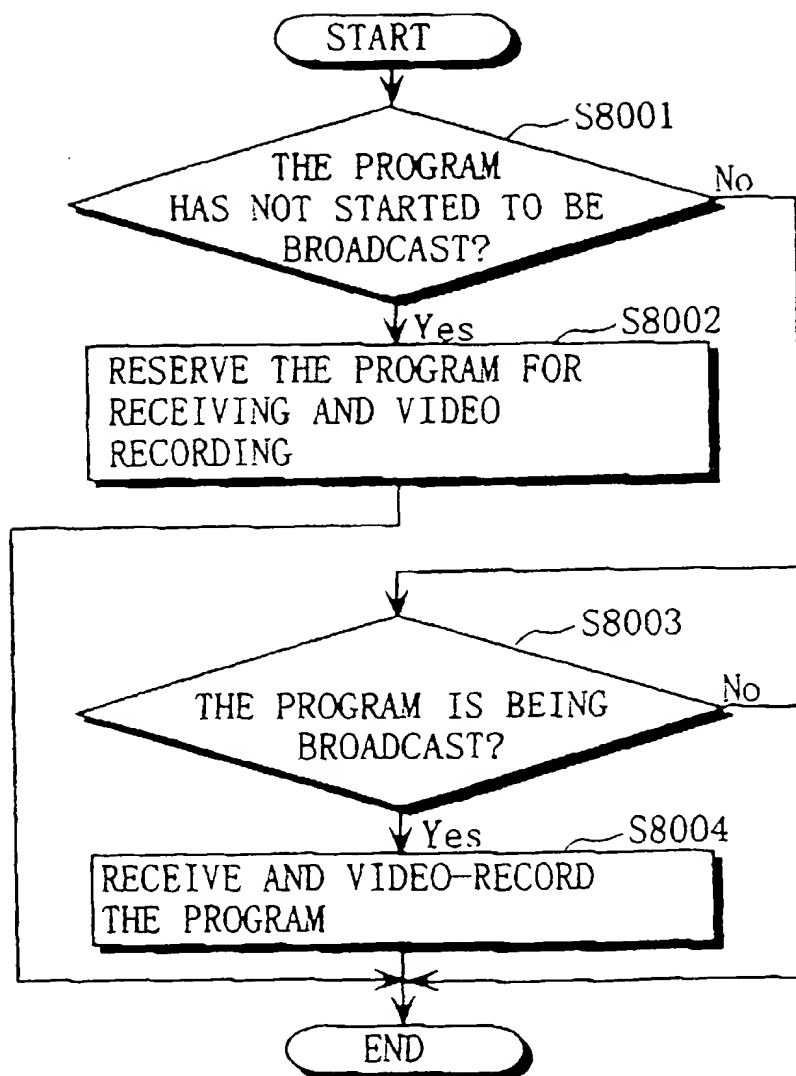 START
S8001
THE PROGRAM
HAS NOT STARTED TO BE
BROADCAST?
No
Yes
S8002
RESERVE THE PROGRAM FOR
RECEIVING AND VIDEO
RECORDING
S8003
THE PROGRAM IS BEING
BROADCAST?
No
Yes
S8004
RECEIVE AND VIDEO-RECORD
THE PROGRAM
END